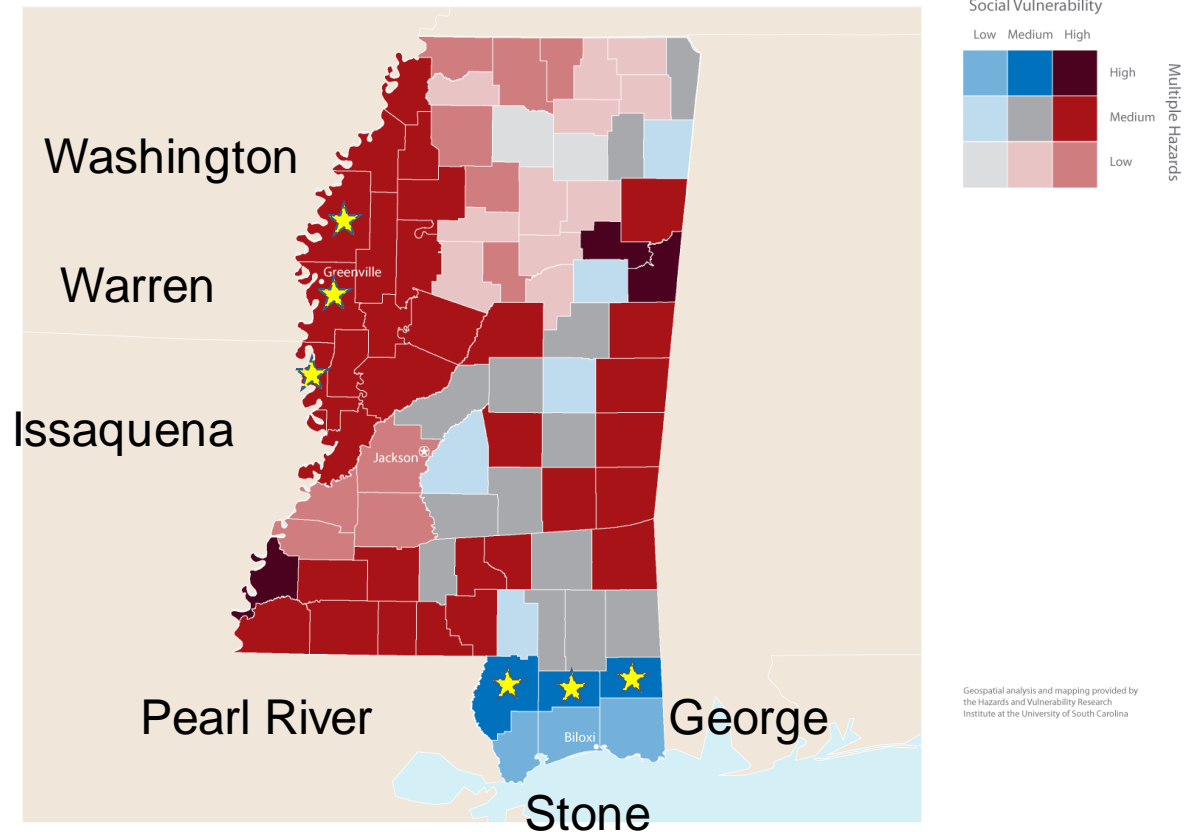 Social Vulnerability
Low Medium High
High
Medium
Low
Multiple Hazards
Washington
Warren
Greenville
Issaquena
Jackson
Pearl River
George
Biloxi
Stone
Geospatial analysis and mapping provided by
the Hazards and Vulnerability Research
Institute at the University of South Carolina